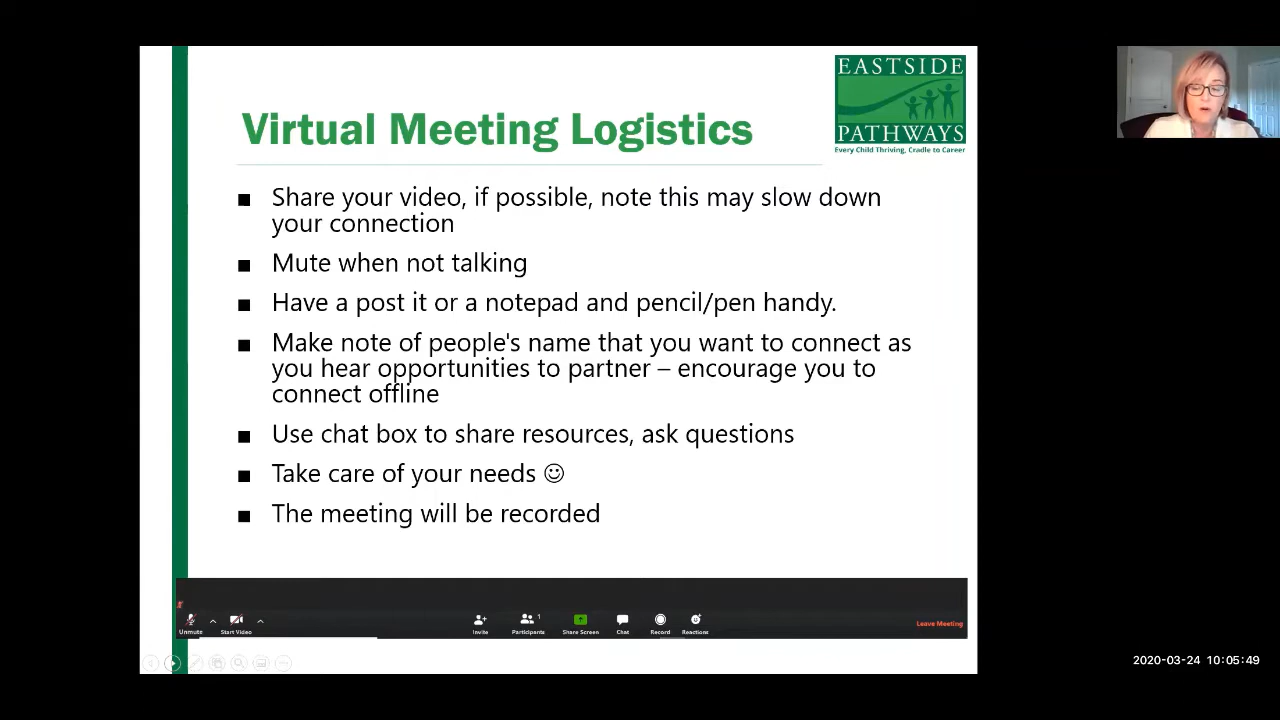 EASTSIDE
PATHWAYS
Every Child Thriving, Cradle to Career
Virtual Meeting Logistics
■ Share your video, if possible, note this may slow down
your connection
■ Mute when not talking
■ Have a post it or a notepad and pencil/pen handy.
■ Make note of people's name that you want to connect as
you hear opportunities to partner – encourage you to
connect offline
■ Use chat box to share resources, ask questions
■ Take care of your needs ☺
■ The meeting will be recorded
Unmute Start Video Invite Participants 1 Share Screen Chat Record Reactions Leave Meeting
2020-03-24 10:05:49